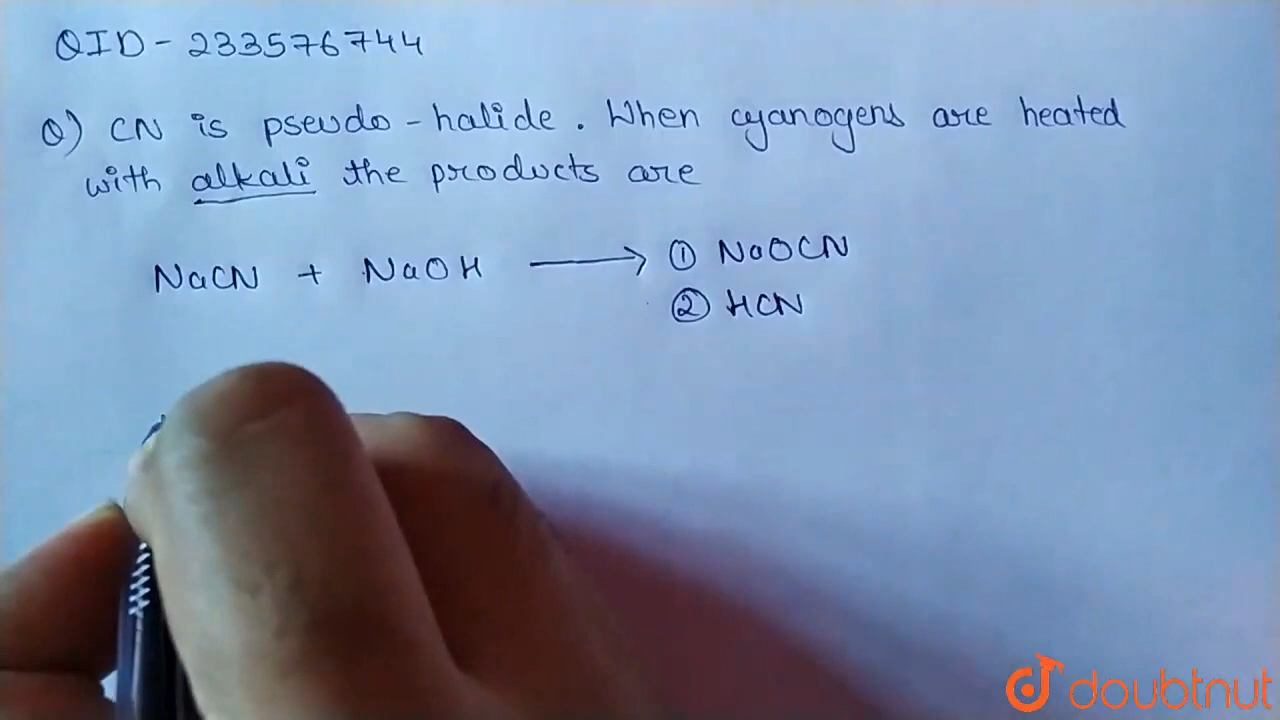 QID - 233576744
Q) CN is pseudo - halide . When cyanogens are heated
with alkali the products are
NaCN + NaOH ⟶ ① NaOCN
② HCN
doubtnut